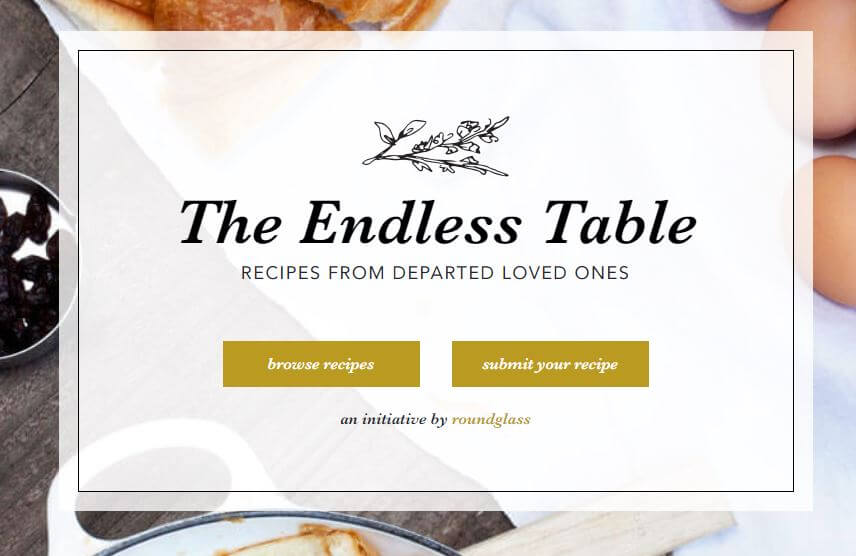 The Endless Table
RECIPES FROM DEPARTED LOVED ONES
browse recipes
submit your recipe
an initiative by roundglass